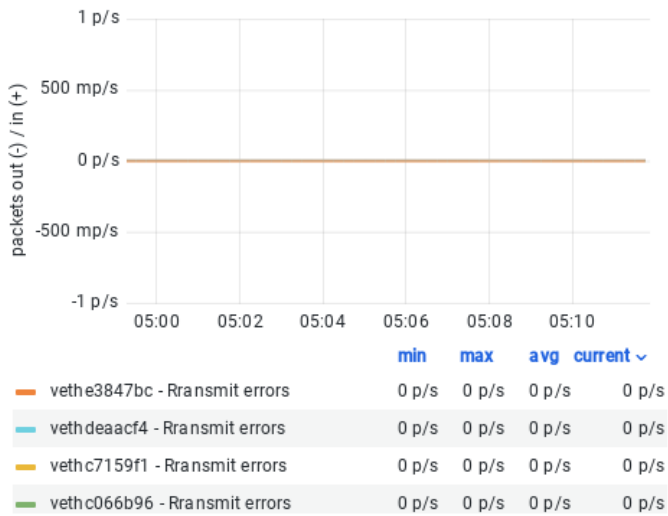 1 p/s
500 mp/s
0 p/s
-500 mp/s
-1 p/s
packets out (-) / in (+)
05:00 05:02 05:04 05:06 05:08 05:10
min max avg current
vethe3847bc - Rransmit errors 0 p/s 0 p/s 0 p/s 0 p/s
vethdeaacf4 - Rransmit errors 0 p/s 0 p/s 0 p/s 0 p/s
vethc7159f1 - Rransmit errors 0 p/s 0 p/s 0 p/s 0 p/s
vethc066b96 - Rransmit errors 0 p/s 0 p/s 0 p/s 0 p/s